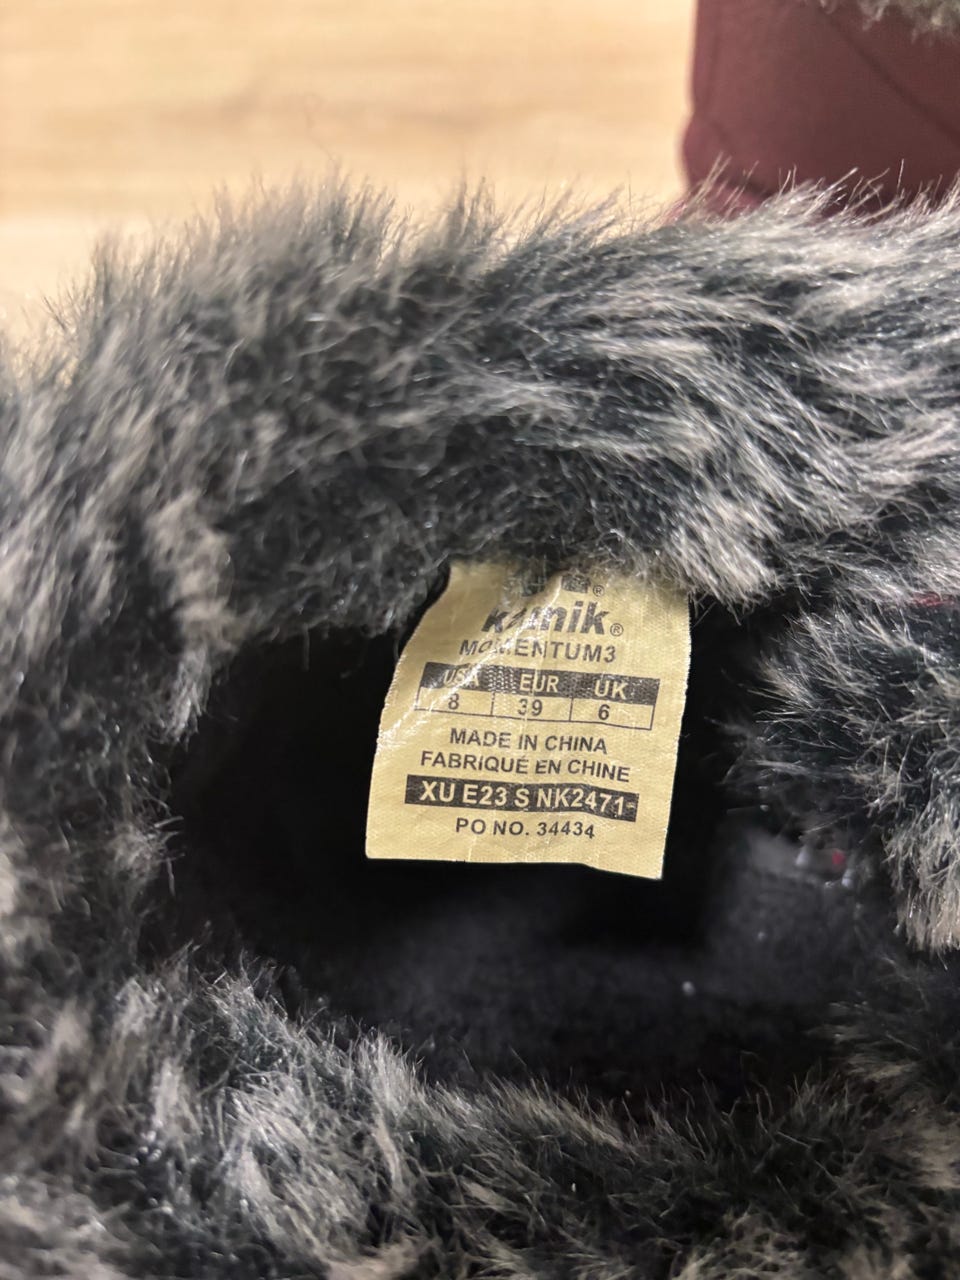 kamik®
MOMENTUM3
USA EUR UK
8 39 6
MADE IN CHINA
FABRIQUÉ EN CHINE
XU E23 S NK2471-
PO NO. 34434